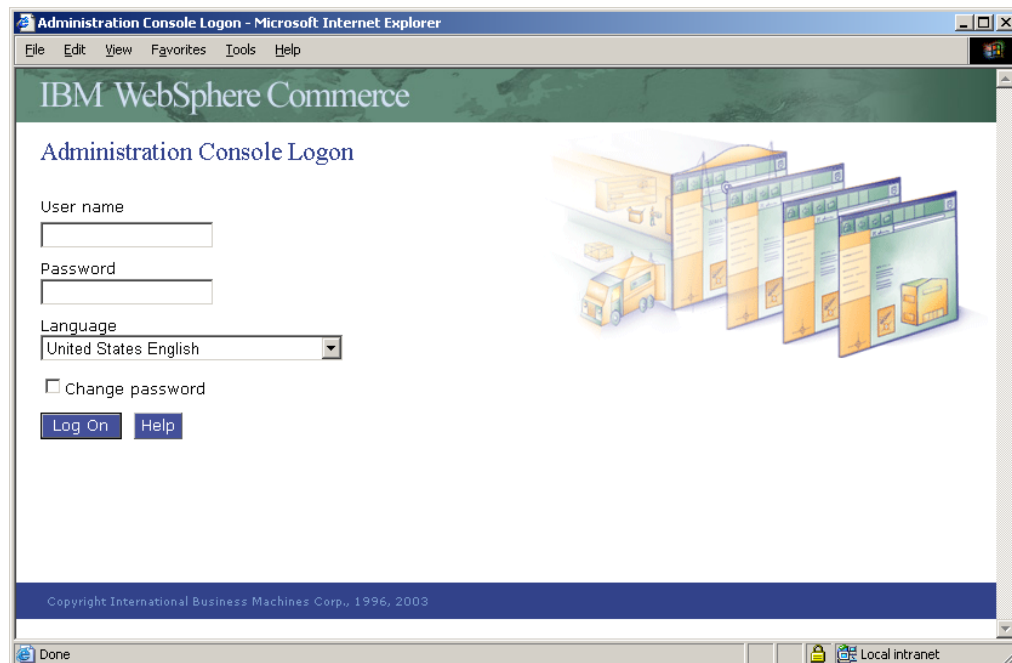 Administration Console Logon - Microsoft Internet Explorer
File Edit View Favorites Tools Help
IBM WebSphere Commerce
Administration Console Logon
User name
Password
Language
United States English
Change password
Log On Help
Copyright International Business Machines Corp., 1996, 2003
Done Local intranet